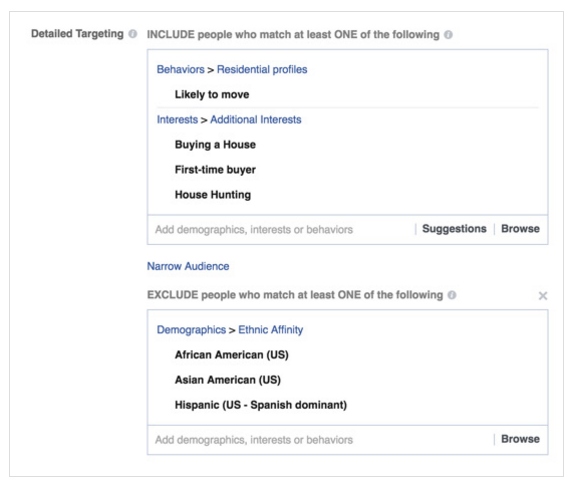 Detailed Targeting INCLUDE people who match at least ONE of the following
Behaviors > Residential profiles
Likely to move
Interests > Additional Interests
Buying a House
First-time buyer
House Hunting
Add demographics, interests or behaviors Suggestions Browse
Narrow Audience
EXCLUDE people who match at least ONE of the following
Demographics > Ethnic Affinity
African American (US)
Asian American (US)
Hispanic (US - Spanish dominant)
Add demographics, interests or behaviors Browse